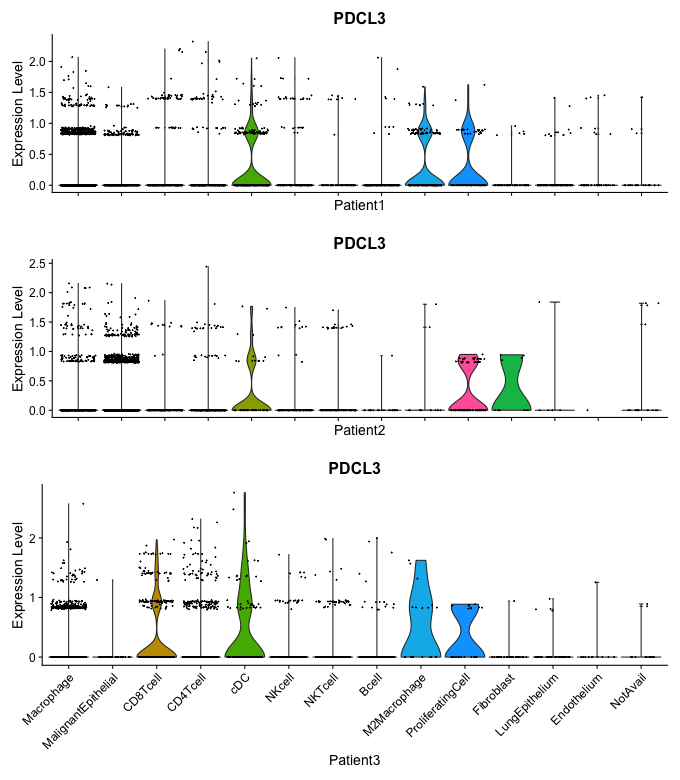 PDCL3
Expression Level
2.0
1.5
1.0
0.5
0.0
Patient1
PDCL3
Expression Level
2.5
2.0
1.5
1.0
0.5
0.0
Patient2
PDCL3
Expression Level
2
1
0
Macrophage
MalignantEpithelial
CD8Tcell
CD4Tcell
cDC
NKcell
NKTcell
Bcell
M2Macrophage
ProliferatingCell
Fibroblast
LungEpithelium
Endothelium
NotAvail
Patient3